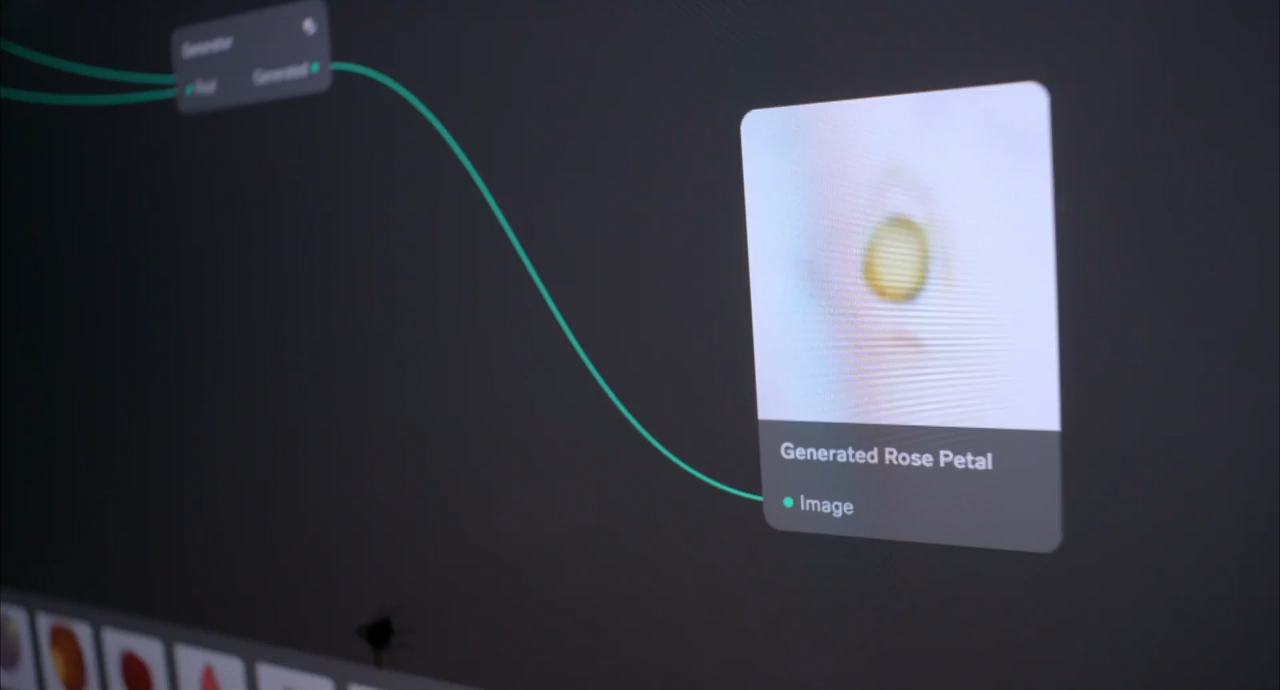 Generator
Generated
Generated Rose Petal
Image